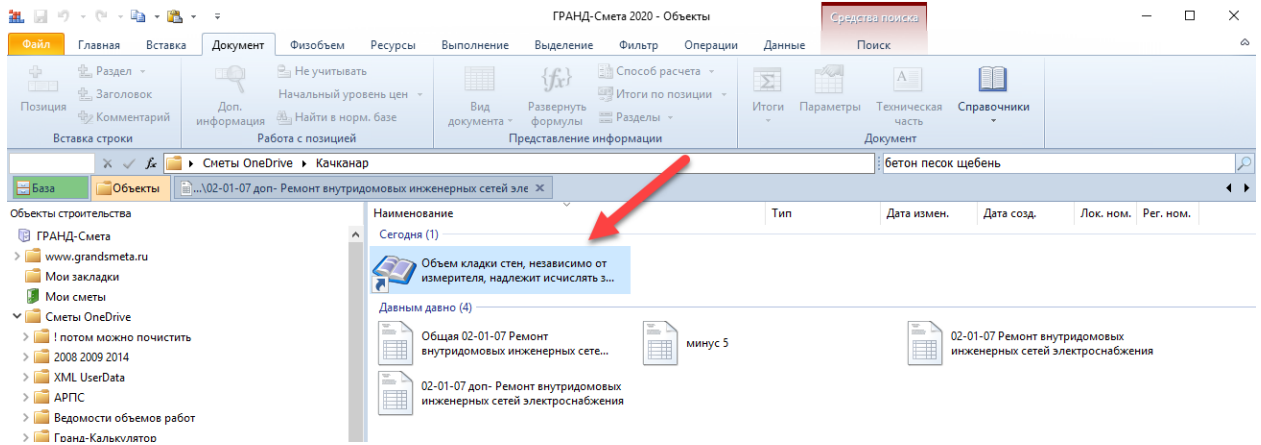 ГРАНД-Смета 2020 - Объекты
Средства поиска
Файл Главная Вставка Документ Физобъем Ресурсы Выполнение Выделение Фильтр Операции Данные Поиск
Позиция
Раздел
Заголовок
Комментарий
Вставка строки
Доп. информация
Не учитывать
Начальный уровень цен
Найти в норм. базе
Работа с позицией
Вид документа
Развернуть формулы
Способ расчета
Итоги по позиции
Разделы
Представление информации
Итоги
Параметры
Техническая часть
Справочники
Документ
fx
Сметы OneDrive Качканар
бетон песок щебень
База
Объекты
...\02-01-07 доп- Ремонт внутридомовых инженерных сетей эле
Объекты строительства
ГРАНД-Смета
www.grandsmeta.ru
Мои закладки
Мои сметы
Сметы OneDrive
! потом можно почистить
2008 2009 2014
XML UserData
АРПС
Ведомости объемов работ
Гранд-Калькулятор
Наименование Тип Дата измен. Дата созд. Лок. ном. Рег. ном.
Сегодня (1)
Объем кладки стен, независимо от
измерителя, надлежит исчислять з...
Давным давно (4)
Общая 02-01-07 Ремонт
внутридомовых инженерных сете...
минус 5
02-01-07 Ремонт внутридомовых
инженерных сетей электроснабжения
02-01-07 доп- Ремонт внутридомовых
инженерных сетей электроснабжения